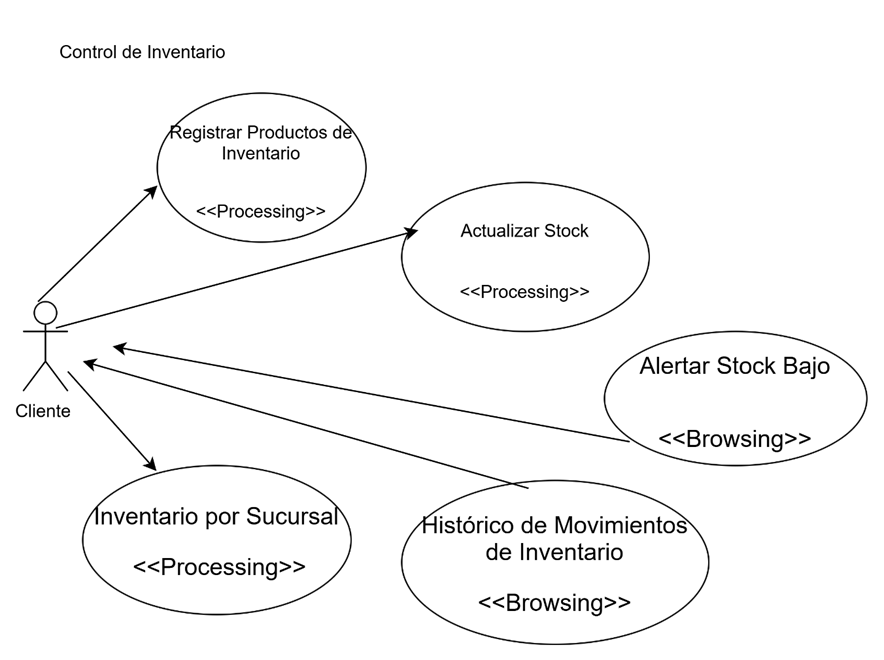 Control de Inventario
Registrar Productos de
Inventario
<<Processing>>
Actualizar Stock
<<Processing>>
Alertar Stock Bajo
<<Browsing>>
Cliente
Inventario por Sucursal
<<Processing>>
Histórico de Movimientos
de Inventario
<<Browsing>>